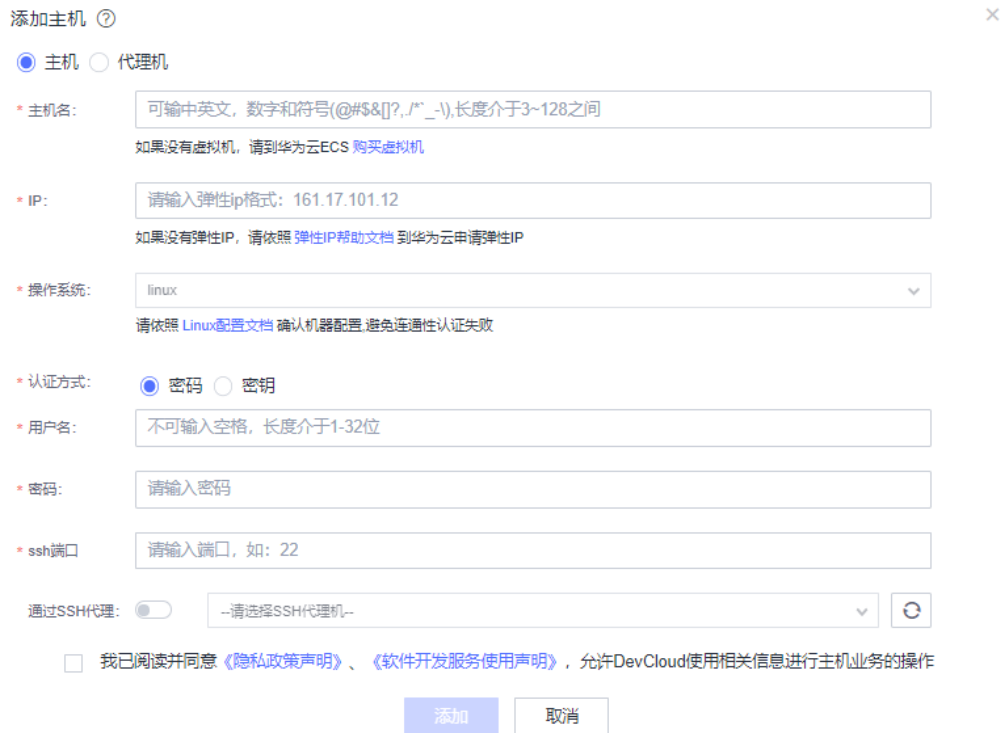 添加主机 ?
主机 代理机
* 主机名: 可输中英文，数字和符号(@#$&[]?,./*`_-\),长度介于3~128之间
如果没有虚拟机，请到华为云ECS 购买虚拟机
* IP: 请输入弹性ip格式：161.17.101.12
如果没有弹性IP，请依照 弹性IP帮助文档 到华为云申请弹性IP
* 操作系统: linux
请依照 Linux配置文档 确认机器配置,避免连通性认证失败
* 认证方式: 密码 密钥
* 用户名: 不可输入空格，长度介于1-32位
* 密码: 请输入密码
* ssh端口 请输入端口，如：22
通过SSH代理: --请选择SSH代理机--
我已阅读并同意《隐私政策声明》、《软件开发服务使用声明》，允许DevCloud使用相关信息进行主机业务的操作
添加 取消